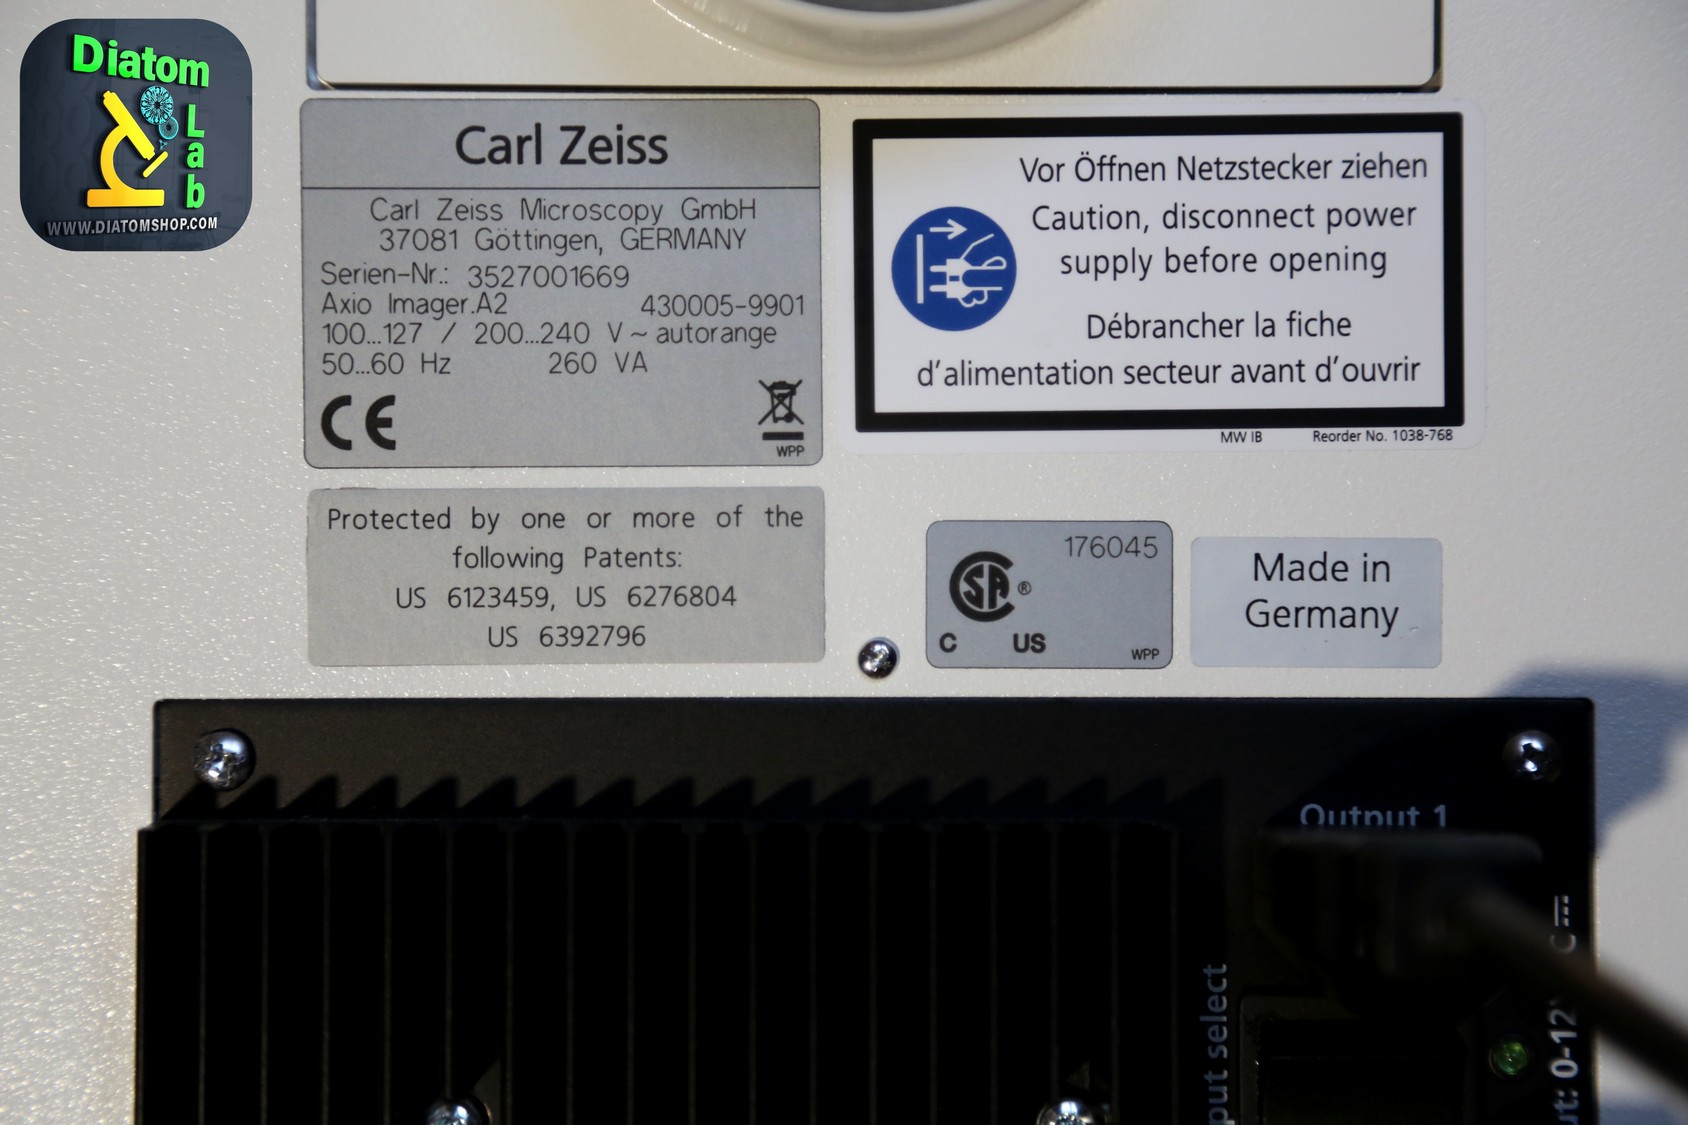 Diatom
Lab
WWW.DIATOMSHOP.COM
Carl Zeiss
Carl Zeiss Microscopy GmbH
37081 Göttingen, GERMANY
Serien-Nr.: 3527001669
Axio Imager.A2 430005-9901
100...127 / 200...240 V ~ autorange
50...60 Hz 260 VA
CE
WPP
Vor Öffnen Netzstecker ziehen
Caution, disconnect power
supply before opening
Débrancher la fiche
d'alimentation secteur avant d'ouvrir
MW IB Reorder No. 1038-768
Protected by one or more of the
following Patents:
US 6123459, US 6276804
US 6392796
176045
CSA ®
C US
WPP
Made in
Germany
Output 1
select
0-12